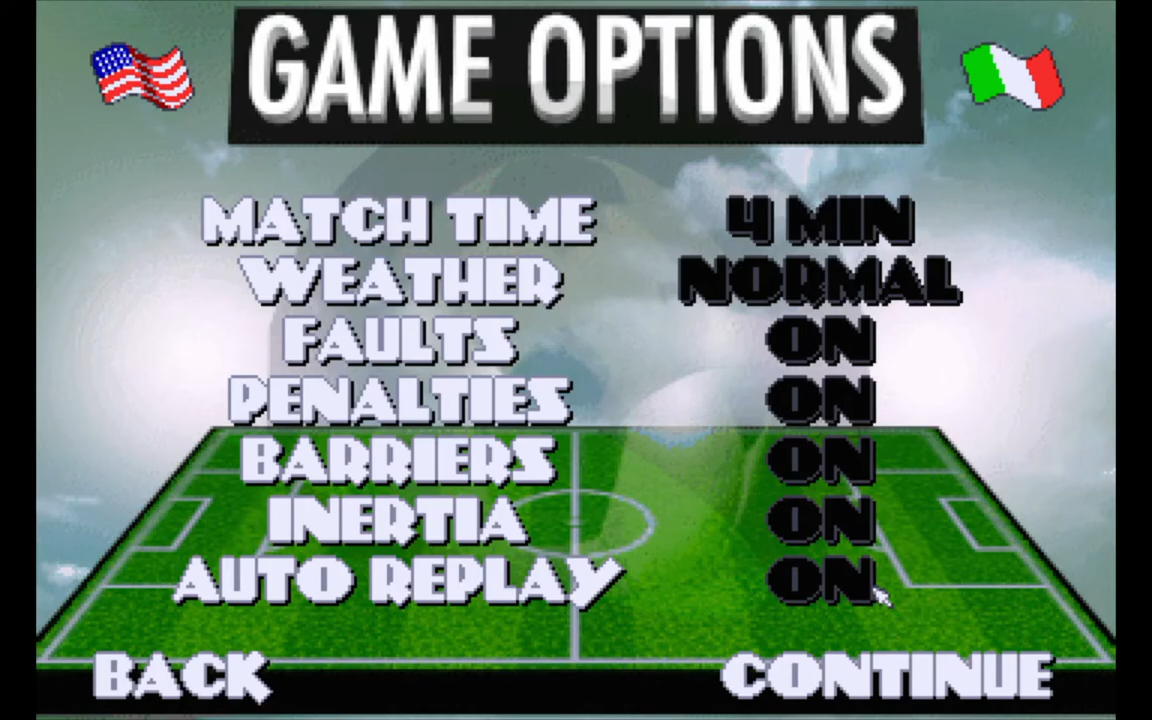 GAME OPTIONS
MATCH TIME 4 MIN
WEATHER NORMAL
FAULTS ON
PENALTIES ON
BARRIERS ON
INERTIA ON
AUTO REPLAY ON
BACK CONTINUE